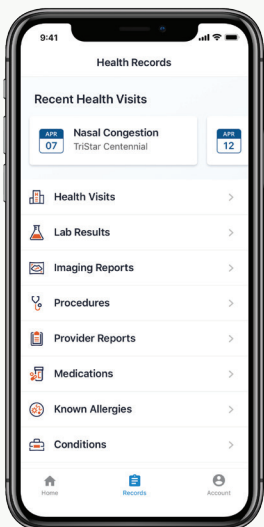 9:41
Health Records
Recent Health Visits
APR
07
Nasal Congestion
TriStar Centennial
APR
12
Health Visits
Lab Results
Imaging Reports
Procedures
Provider Reports
Medications
Known Allergies
Conditions
Home
Records
Account